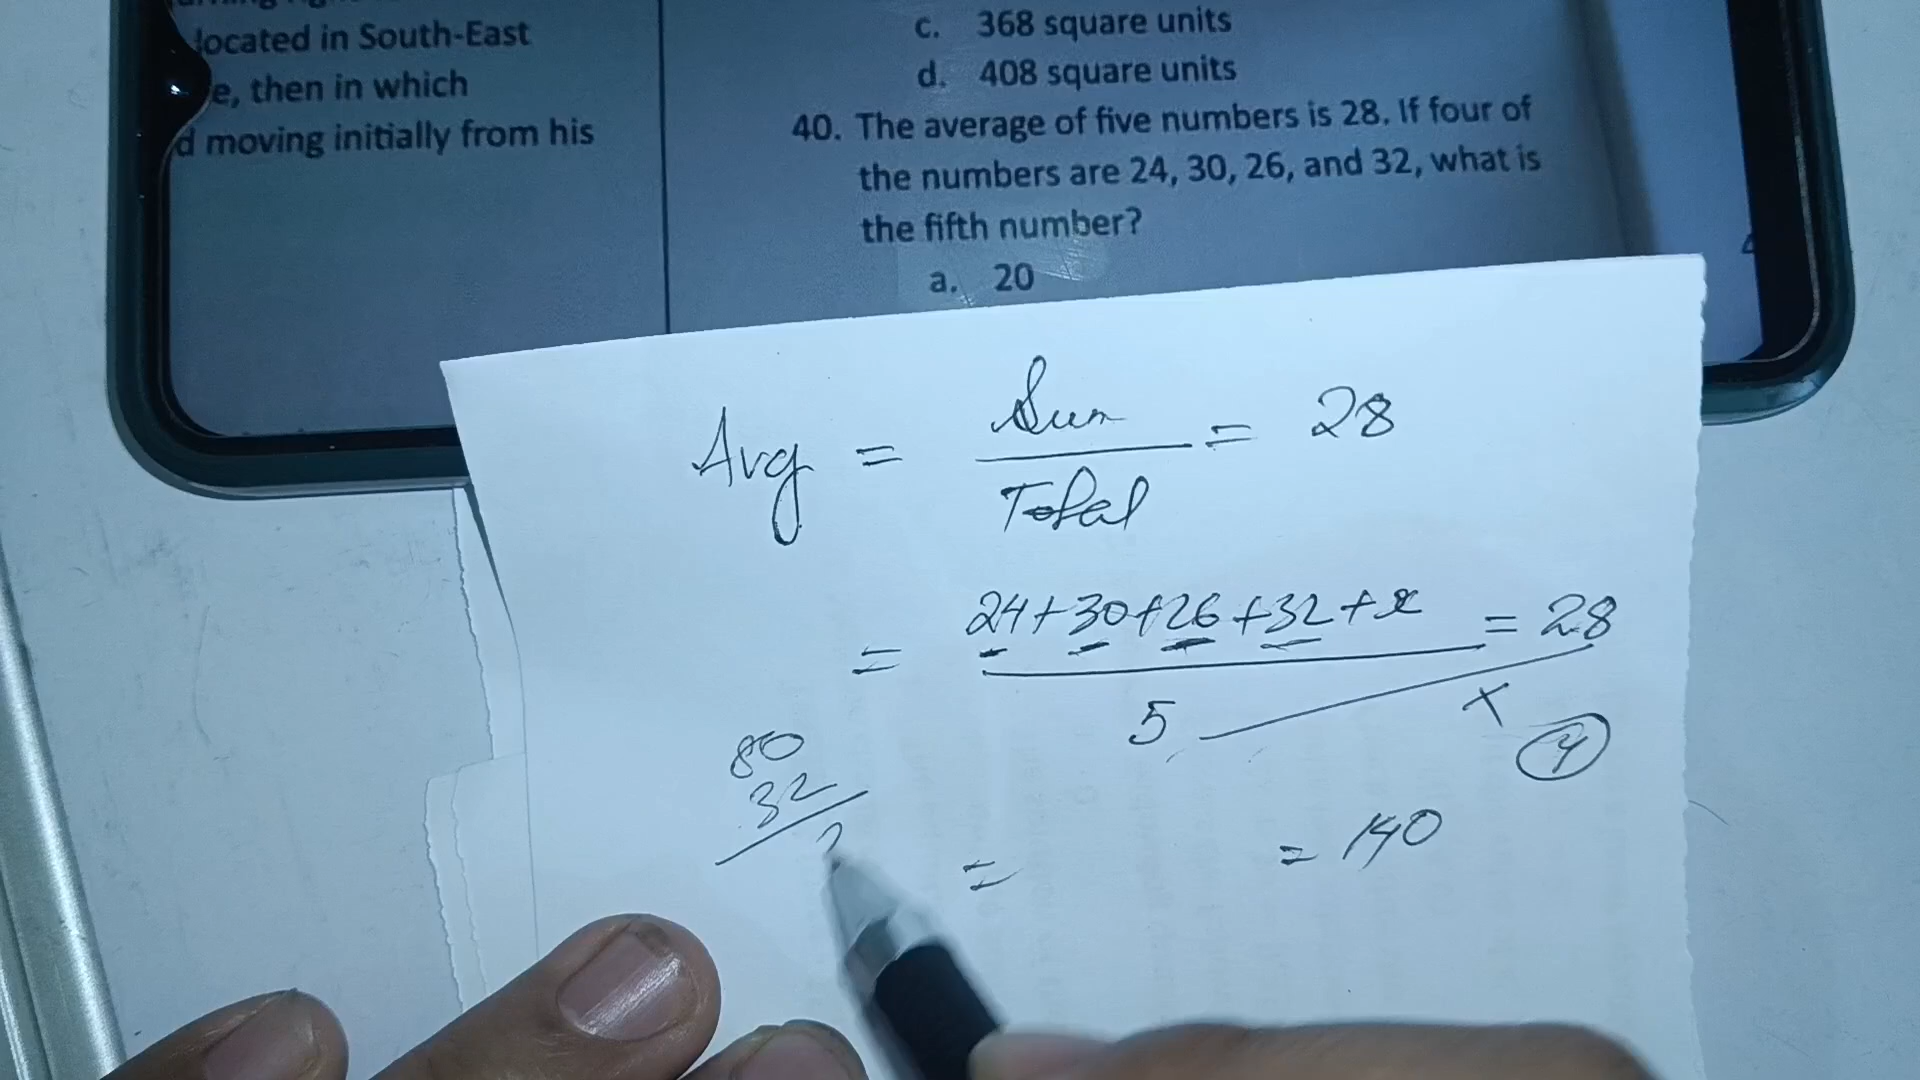 located in South-East
e, then in which
d moving initially from his
c. 368 square units
d. 408 square units
40. The average of five numbers is 28. If four of
the numbers are 24, 30, 26, and 32, what is
the fifth number?
a. 20
Avg = Sum / Total = 28
= 24+30+26+32+x / 5 = 28
80
32
= = 140